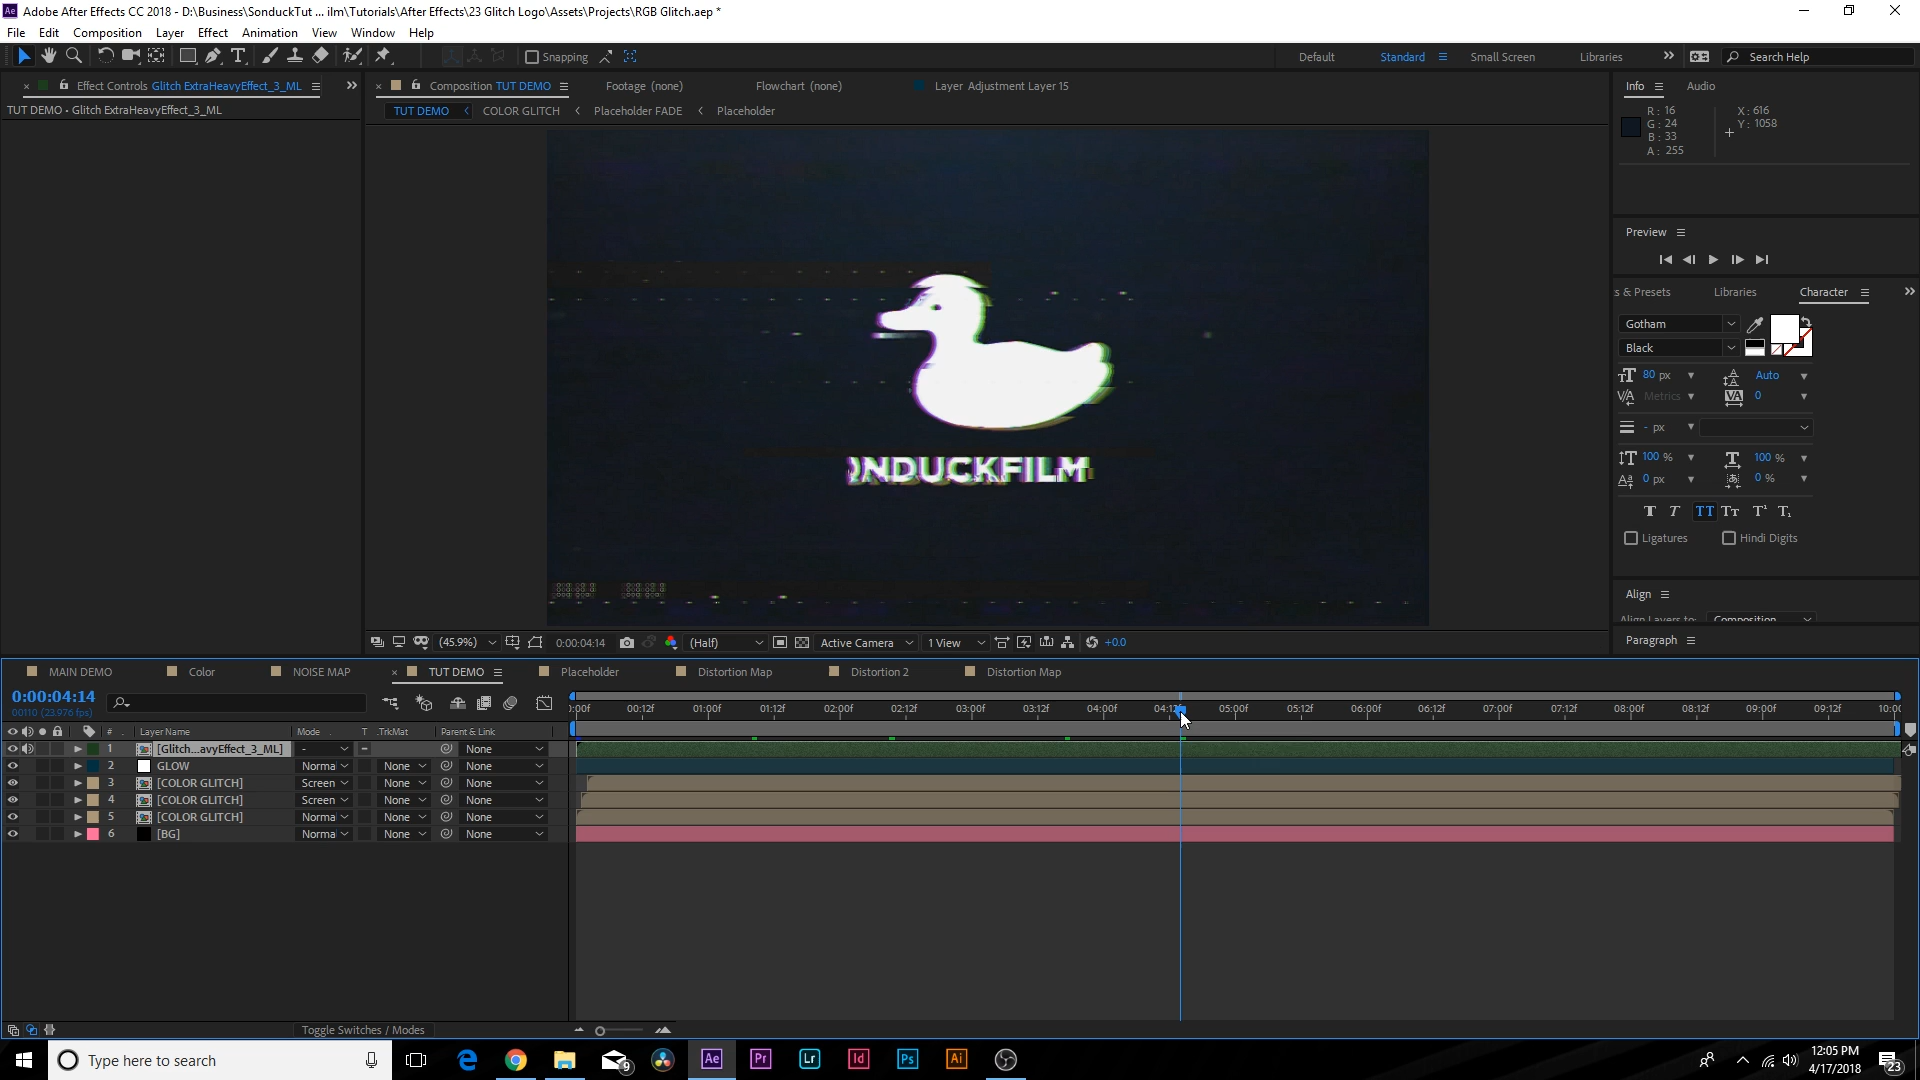 Ae Adobe After Effects CC 2018 - D:\Business\SonduckTut ... ilm\Tutorials\After Effects\23 Glitch Logo\Assets\Projects\RGB Glitch.aep *
File Edit Composition Layer Effect Animation View Window Help
Snapping Default Standard Small Screen Libraries Search Help
Effect Controls Glitch ExtraHeavyEffect_3_ML
TUT DEMO • Glitch ExtraHeavyEffect_3_ML
Composition TUT DEMO Footage (none) Flowchart (none) Layer Adjustment Layer 15
TUT DEMO COLOR GLITCH Placeholder FADE Placeholder
ONDUCKFILM
(45.9%) 0:00:04:14 (Half) Active Camera 1 View +0.0
Info Audio
R: 16 X: 616
G: 24 Y: 1058
B: 33
A: 255
Preview
s & Presets Libraries Character
Gotham
Black
80 px Auto
Metrics 0
- px
100 % 100 %
0 px 0 %
Ligatures Hindi Digits
Align
Align Layers to: Composition
Paragraph
MAIN DEMO Color NOISE MAP TUT DEMO Placeholder Distortion Map Distortion 2 Distortion Map
0:00:04:14
00110 (23.976 fps)
:00f 00:12f 01:00f 01:12f 02:00f 02:12f 03:00f 03:12f 04:00f 04:12f 05:00f 05:12f 06:00f 06:12f 07:00f 07:12f 08:00f 08:12f 09:00f 09:12f 10:00
# Layer Name Mode T .TrkMat Parent & Link
1 [Glitch...avyEffect_3_ML] - None
2 GLOW Norma None None
3 [COLOR GLITCH] Screen None None
4 [COLOR GLITCH] Screen None None
5 [COLOR GLITCH] Norma None None
6 [BG] Norma None None
Toggle Switches / Modes
Type here to search 9 Ae Pr Lr Id Ps Ai
12:05 PM
4/17/2018
23